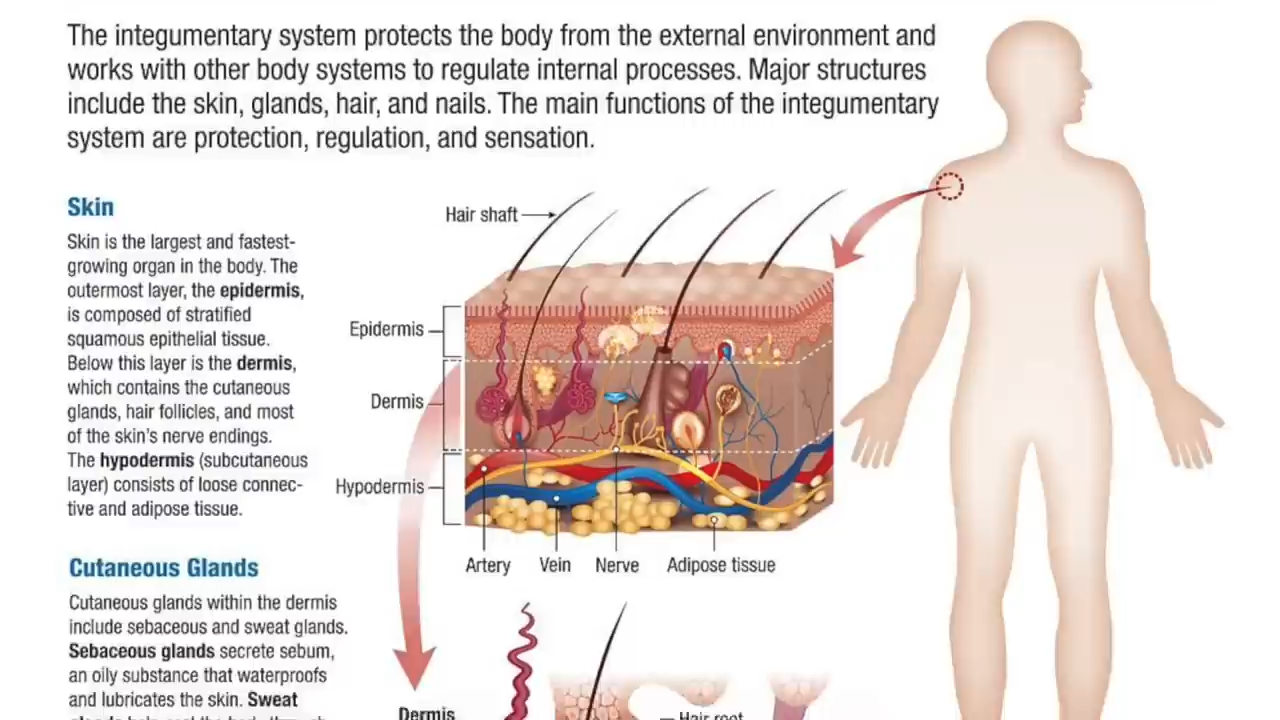 The integumentary system protects the body from the external environment and
works with other body systems to regulate internal processes. Major structures
include the skin, glands, hair, and nails. The main functions of the integumentary
system are protection, regulation, and sensation.
Skin
Skin is the largest and fastest-
growing organ in the body. The
outermost layer, the epidermis,
is composed of stratified
squamous epithelial tissue.
Below this layer is the dermis,
which contains the cutaneous
glands, hair follicles, and most
of the skin's nerve endings.
The hypodermis (subcutaneous
layer) consists of loose connec-
tive and adipose tissue.
Hair shaft
Epidermis
Dermis
Hypodermis
Artery
Vein
Nerve
Adipose tissue
Cutaneous Glands
Cutaneous glands within the dermis
include sebaceous and sweat glands.
Sebaceous glands secrete sebum,
an oily substance that waterproofs
and lubricates the skin. Sweat
Dermis
Hair root